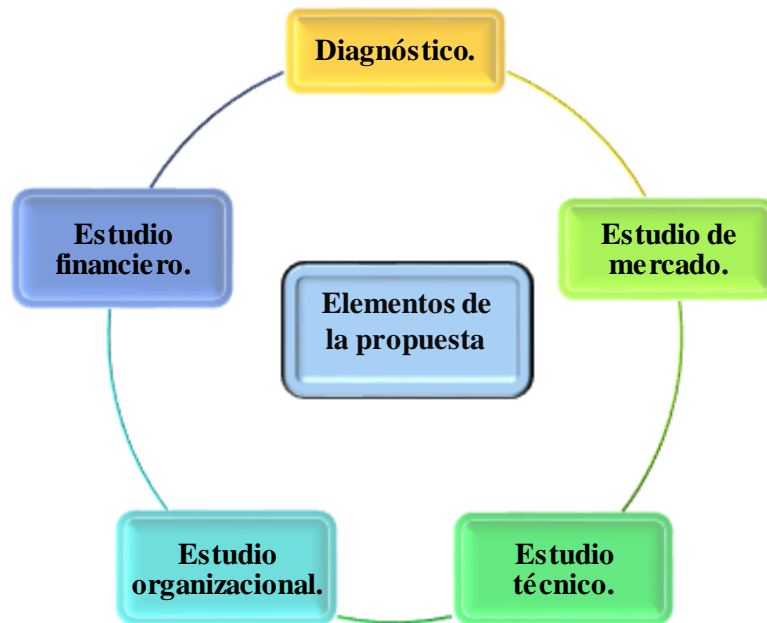 Diagnóstico.
Estudio de
mercado.
Estudio
técnico.
Estudio
organizacional.
Estudio
financiero.
Elementos de
la propuesta